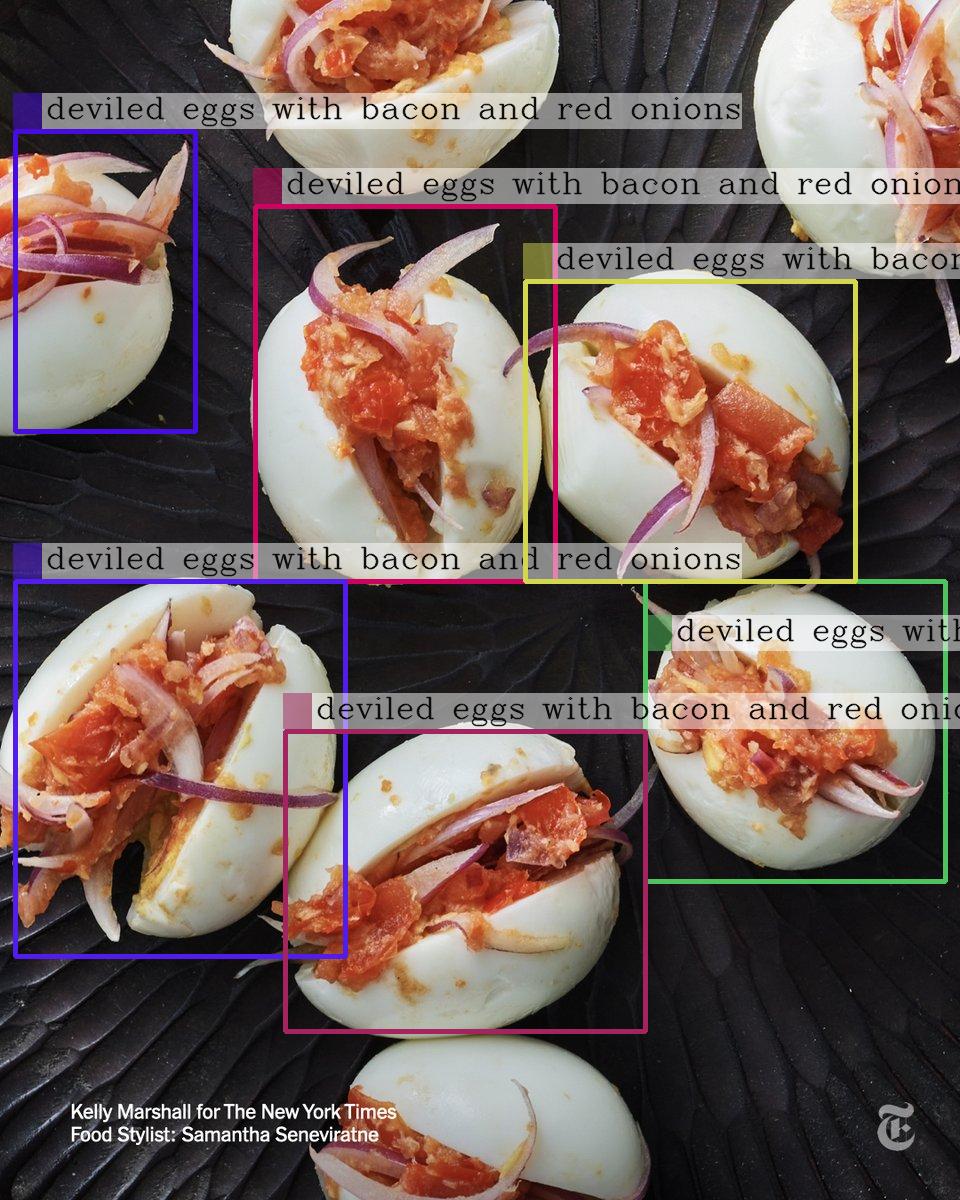 deviled eggs with bacon and red onions
deviled eggs with bacon and red onion
deviled eggs with bacon
deviled eggs with bacon and red onions
deviled eggs with
deviled eggs with bacon and red onio
Kelly Marshall for The New York Times
Food Stylist: Samantha Seneviratne
T